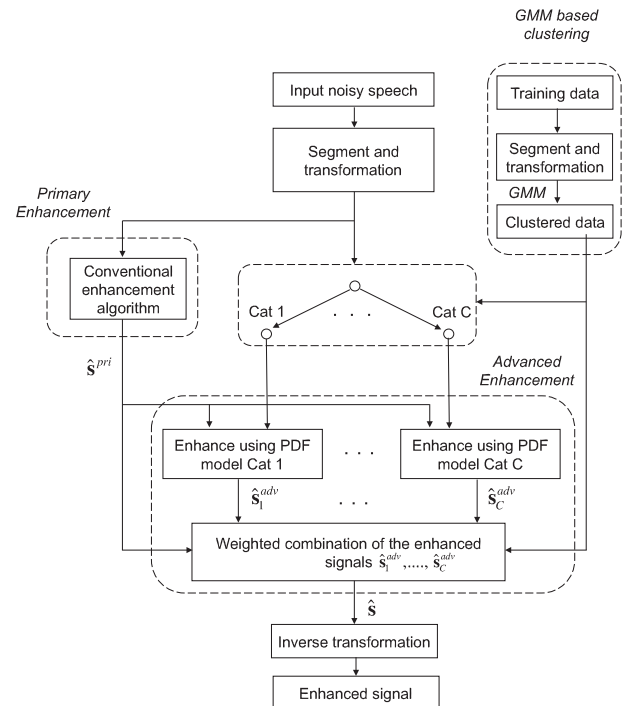 GMM based
clustering
Input noisy speech
Training data
Segment and
transformation
Segment and
transformation
GMM
Clustered data
Primary
Enhancement
Conventional
enhancement
algorithm
Cat 1
. . .
Cat C
ŝ^pri
Advanced
Enhancement
Enhance using PDF
model Cat 1
. . .
Enhance using PDF
model Cat C
ŝ_1^adv
. . .
ŝ_C^adv
Weighted combination of the enhanced
signals ŝ_1^adv,...., ŝ_C^adv
ŝ
Inverse transformation
Enhanced signal